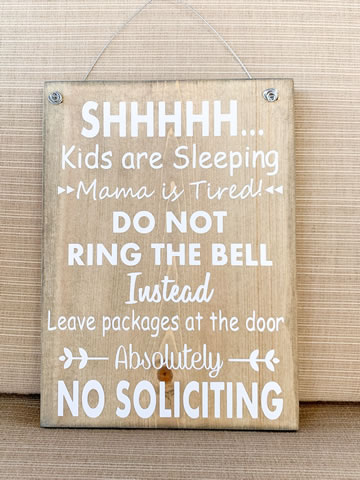 SHHHHH...
Kids are Sleeping
Mama is Tired!
DO NOT
RING THE BELL
Instead
Leave packages at the door
Absolutely
NO SOLICITING